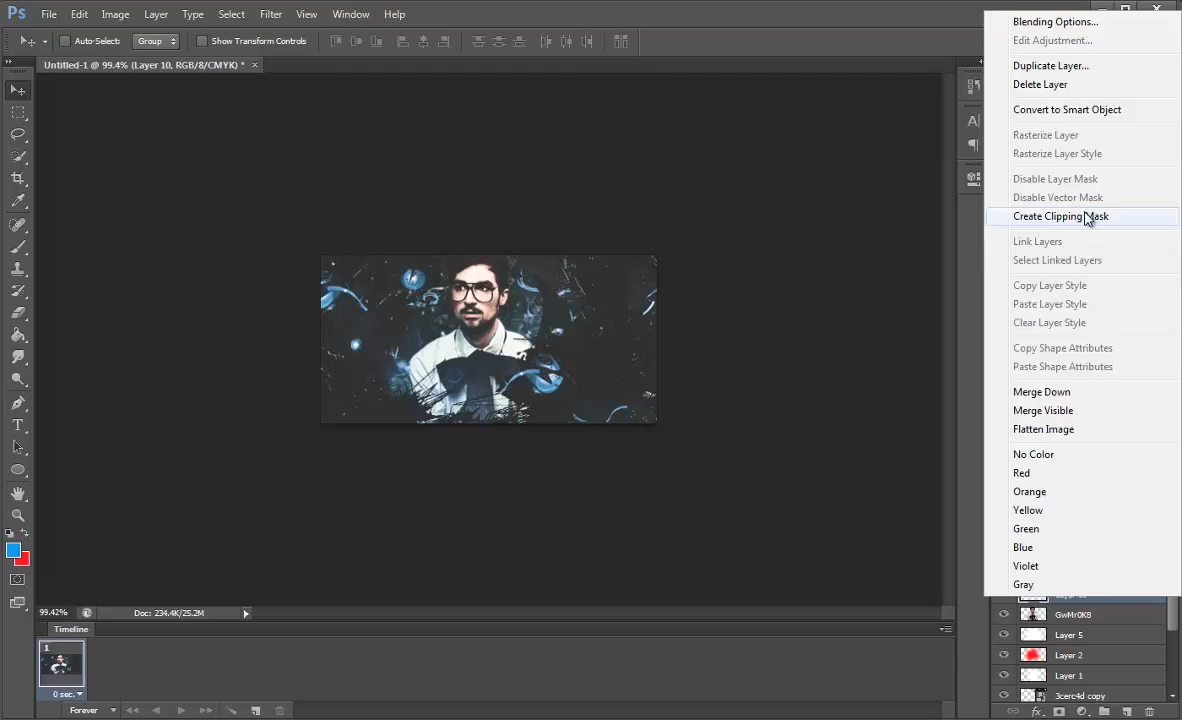 Ps File Edit Image Layer Type Select Filter View Window Help
Auto-Select: Group Show Transform Controls
Untitled-1 @ 99.4% (Layer 10, RGB/8/CMYK) * ×
Blending Options...
Edit Adjustment...
Duplicate Layer...
Delete Layer
Convert to Smart Object
Rasterize Layer
Rasterize Layer Style
Disable Layer Mask
Disable Vector Mask
Create Clipping Mask
Link Layers
Select Linked Layers
Copy Layer Style
Paste Layer Style
Clear Layer Style
Copy Shape Attributes
Paste Shape Attributes
Merge Down
Merge Visible
Flatten Image
No Color
Red
Orange
Yellow
Green
Blue
Violet
Gray
GwMr0K8
Layer 5
Layer 2
Layer 1
3cerc4d copy
fx
99.42% Doc: 234.4K/25.2M
Timeline
1
0 sec.
Forever